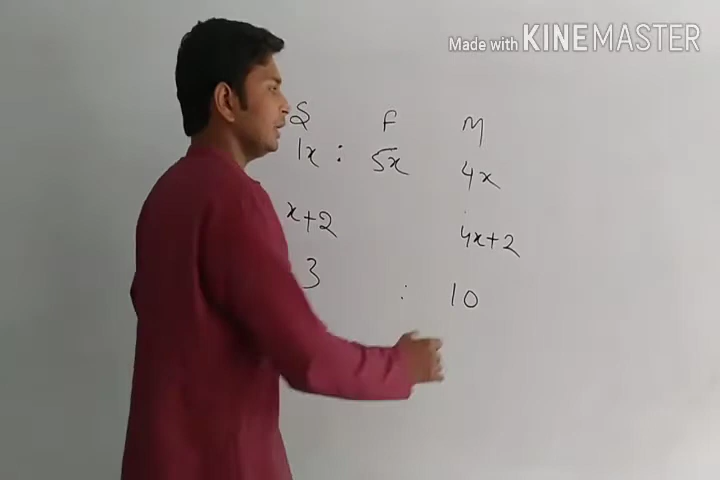 Made with KINEMASTER
S F M
1x : 5x 4x
x+2 4x+2
3 : 10